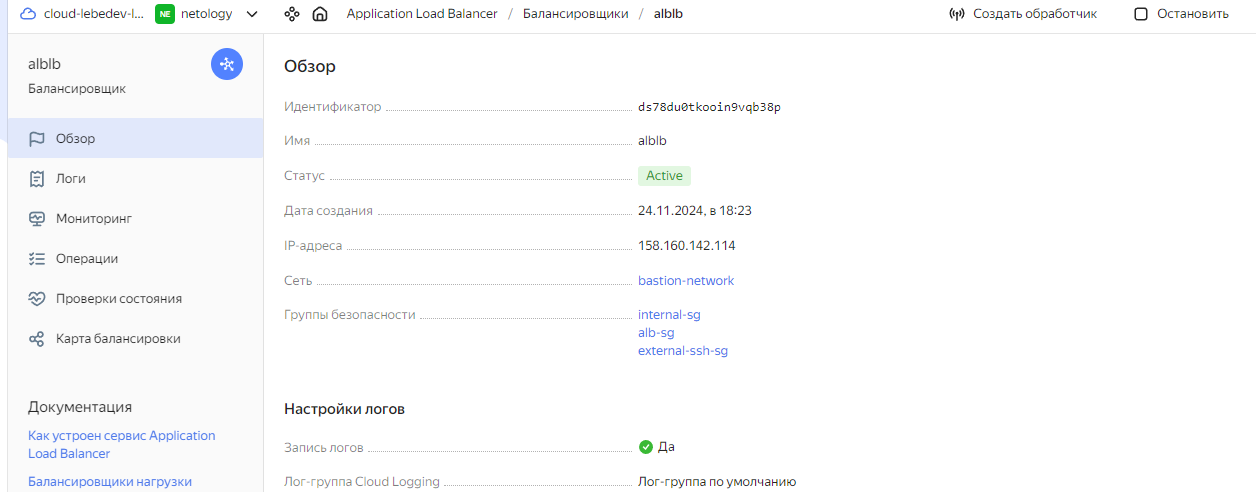 cloud-lebedev-l... NE netology Application Load Balancer / Балансировщики / alblb Создать обработчик Остановить
alblb
Балансировщик
Обзор
Логи
Мониторинг
Операции
Проверки состояния
Карта балансировки
Документация
Как устроен сервис Application
Load Balancer
Балансировщики нагрузки
Обзор
Идентификатор ds78du0tkooin9vqb38p
Имя alblb
Статус Active
Дата создания 24.11.2024, в 18:23
IP-адреса 158.160.142.114
Сеть bastion-network
Группы безопасности internal-sg
alb-sg
external-ssh-sg
Настройки логов
Запись логов Да
Лог-группа Cloud Logging Лог-группа по умолчанию